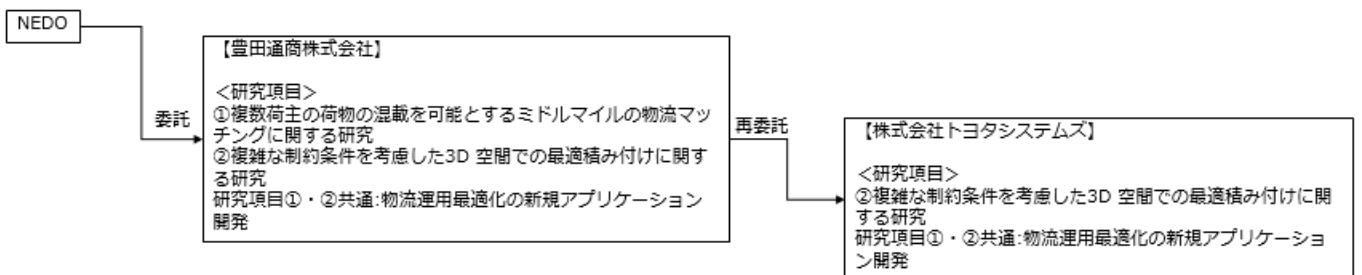 NEDO
委託
【豊田通商株式会社】
＜研究項目＞
①複数荷主の荷物の混載を可能とするミドルマイルの物流マッ
チングに関する研究
②複雑な制約条件を考慮した3D 空間での最適積み付けに関す
る研究
研究項目①・②共通:物流運用最適化の新規アプリケーション
開発
再委託
【株式会社トヨタシステムズ】
＜研究項目＞
②複雑な制約条件を考慮した3D 空間での最適積み付けに関
する研究
研究項目①・②共通:物流運用最適化の新規アプリケーショ
ン開発